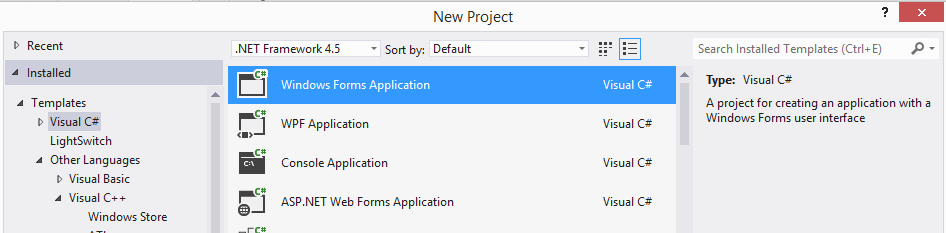 New Project
?
Recent
.NET Framework 4.5
Sort by: Default
Search Installed Templates (Ctrl+E)
Installed
Templates
Visual C#
LightSwitch
Other Languages
Visual Basic
Visual C++
Windows Store
C# Windows Forms Application Visual C#
C# WPF Application Visual C#
C# C:\ Console Application Visual C#
C# ASP.NET Web Forms Application Visual C#
Type: Visual C#
A project for creating an application with a
Windows Forms user interface